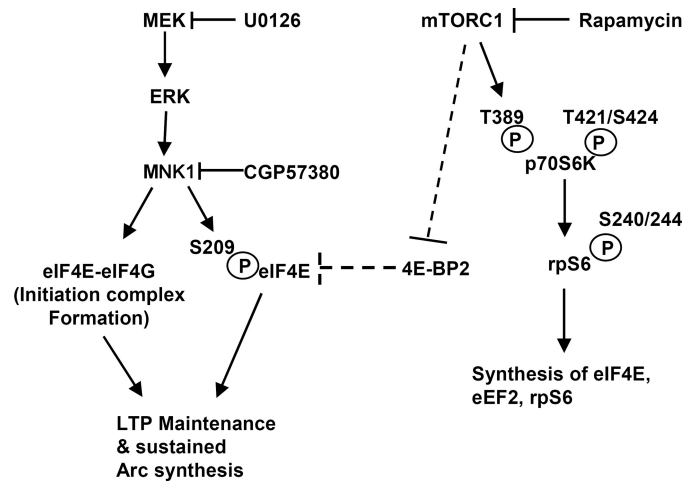 MEK
U0126
mTORC1
Rapamycin
ERK
T389
P
T421/S424
P
p70S6K
MNK1
CGP57380
S209
P
eIF4E
4E-BP2
S240/244
P
rpS6
eIF4E-eIF4G
(Initiation complex
Formation)
Synthesis of eIF4E,
eEF2, rpS6
LTP Maintenance
& sustained
Arc synthesis